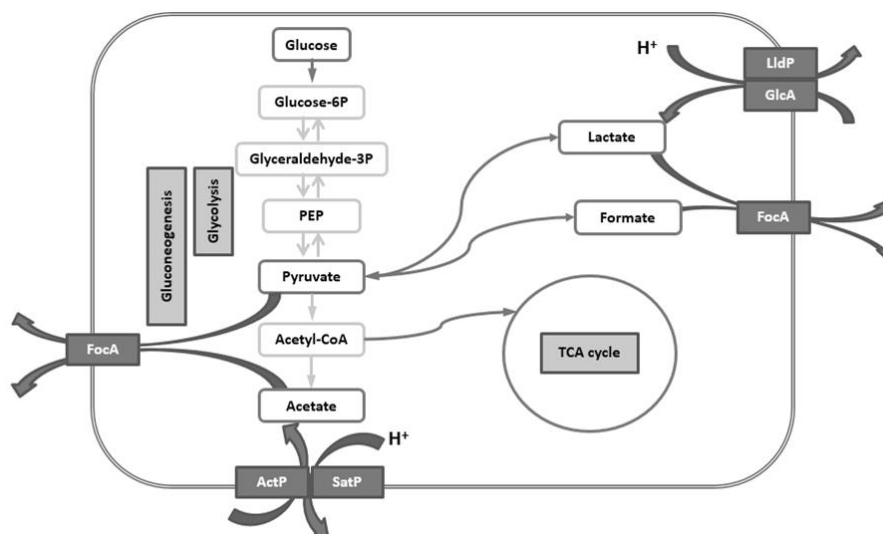 Glucose
H⁺
LldP
GlcA
Glucose-6P
Lactate
Glyceraldehyde-3P
Gluconeogenesis
Glycolysis
PEP
Formate
FocA
Pyruvate
FocA
Acetyl-CoA
TCA cycle
Acetate
H⁺
ActP
SatP